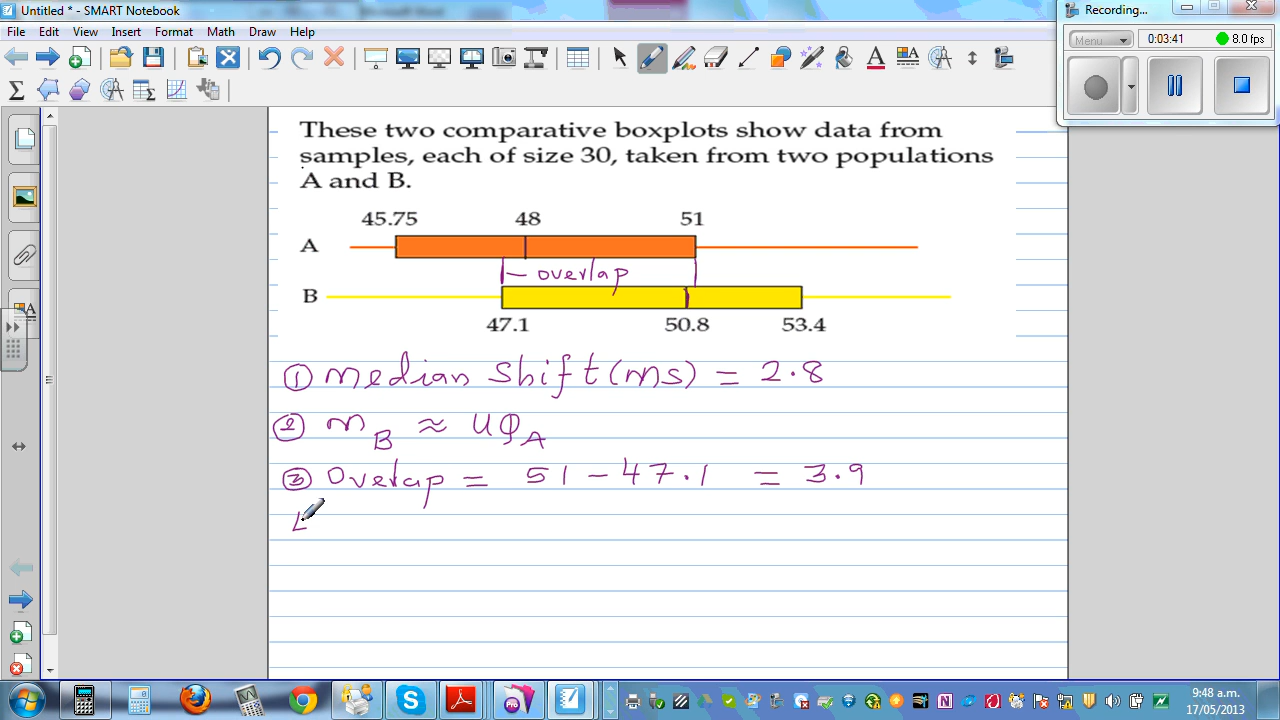 Untitled * - SMART Notebook
Recording...
File Edit View Insert Format Math Draw Help
Menu
00:03:41
8.0 fps
These two comparative boxplots show data from
samples, each of size 30, taken from two populations
A and B.
45.75 48 51
A
overlap
B
47.1 50.8 53.4
① Median Shift (ms) = 2.8
② m_B ≈ UQ_A
③ Overlap = 51 - 47.1 = 3.9
9:48 a.m.
17/05/2013